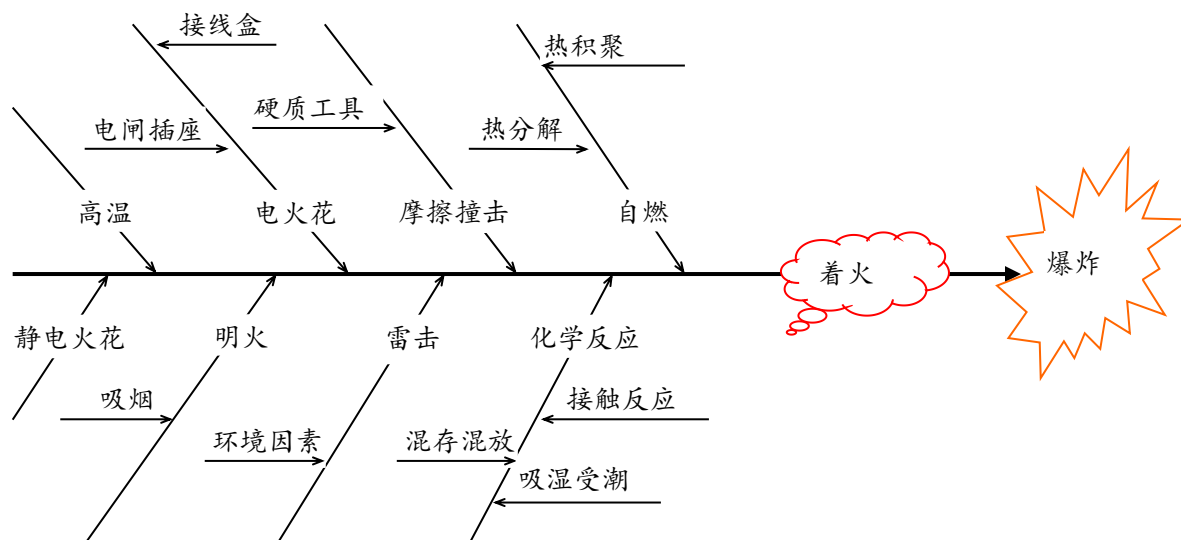 接线盒
热积聚
硬质工具
电闸插座
热分解
高温
电火花
摩擦撞击
自燃
着火
爆炸
静电火花
明火
雷击
化学反应
吸烟
接触反应
环境因素
混存混放
吸湿受潮